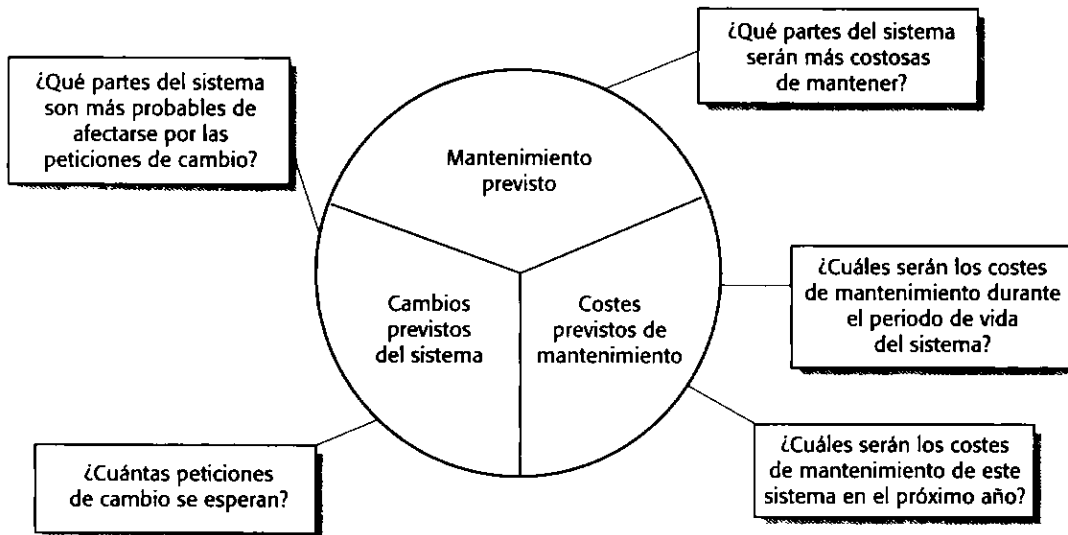 ¿Qué partes del sistema
serán más costosas
de mantener?
¿Qué partes del sistema
son más probables de
afectarse por las
peticiones de cambio?
Mantenimiento
previsto
¿Cuáles serán los costes
de mantenimiento durante
el periodo de vida
del sistema?
Cambios
previstos
del sistema
Costes
previstos de
mantenimiento
¿Cuántas peticiones
de cambio se esperan?
¿Cuáles serán los costes
de mantenimiento de este
sistema en el próximo año?